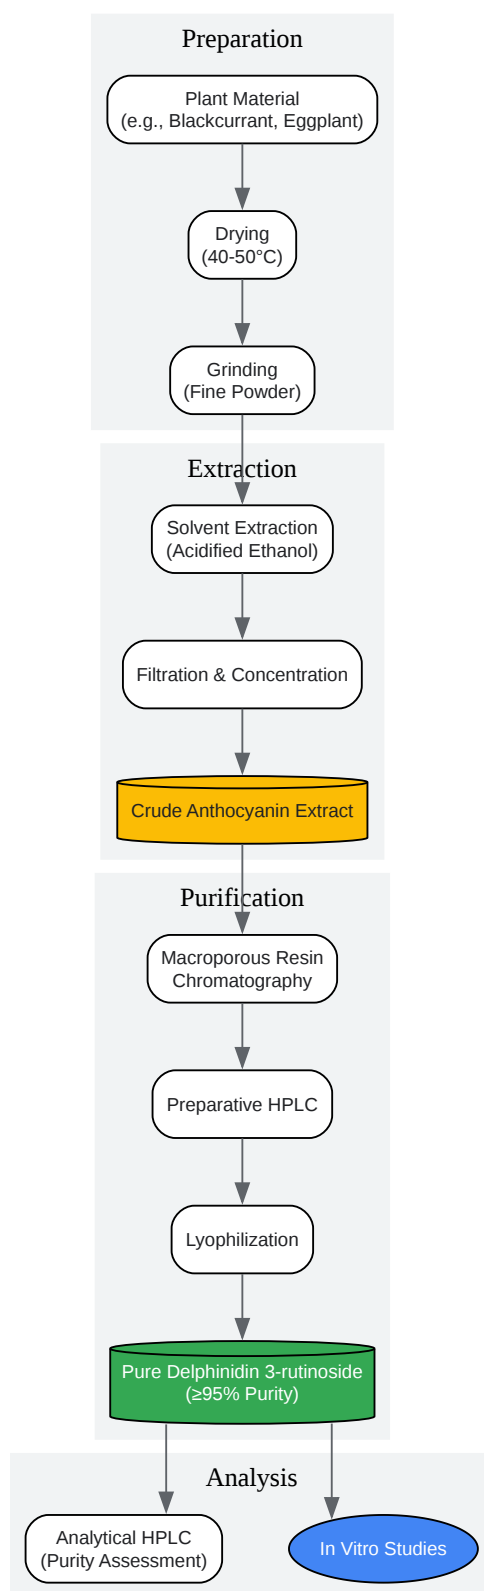 Preparation
Plant Material
(e.g., Blackcurrant, Eggplant)
Drying
(40-50°C)
Grinding
(Fine Powder)
Extraction
Solvent Extraction
(Acidified Ethanol)
Filtration & Concentration
Crude Anthocyanin Extract
Purification
Macroporous Resin
Chromatography
Preparative HPLC
Lyophilization
Pure Delphinidin 3-rutinoside
(≥95% Purity)
Analysis
Analytical HPLC
(Purity Assessment)
In Vitro Studies